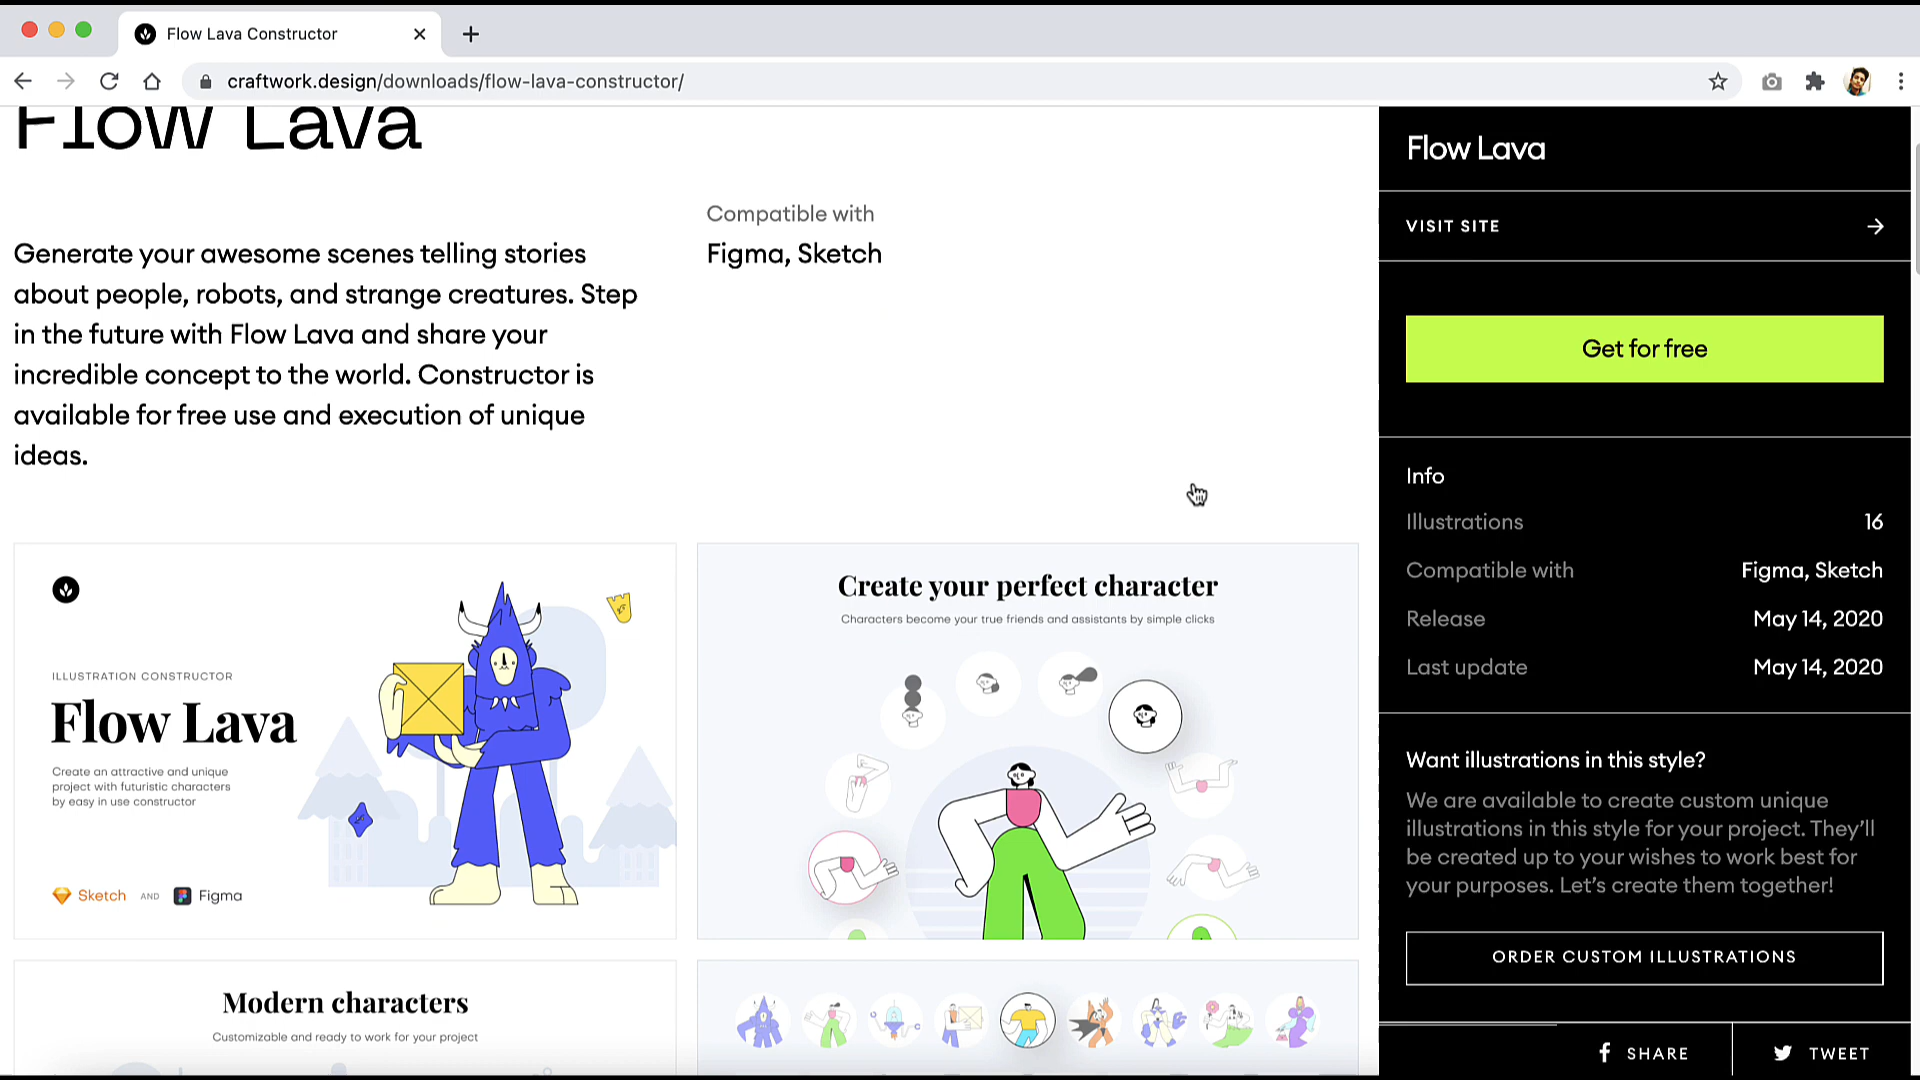 Flow Lava Constructor
craftwork.design/downloads/flow-lava-constructor/
Flow Lava
Generate your awesome scenes telling stories
about people, robots, and strange creatures. Step
in the future with Flow Lava and share your
incredible concept to the world. Constructor is
available for free use and execution of unique
ideas.
Compatible with
Figma, Sketch
ILLUSTRATION CONSTRUCTOR
Flow Lava
Create an attractive and unique
project with futuristic characters
by easy in use constructor
Sketch AND Figma
Create your perfect character
Characters become your true friends and assistants by simple clicks
Modern characters
Customizable and ready to work for your project
Flow Lava
VISIT SITE
Get for free
Info
Illustrations 16
Compatible with Figma, Sketch
Release May 14, 2020
Last update May 14, 2020
Want illustrations in this style?
We are available to create custom unique
illustrations in this style for your project. They'll
be created up to your wishes to work best for
your purposes. Let's create them together!
ORDER CUSTOM ILLUSTRATIONS
SHARE
TWEET